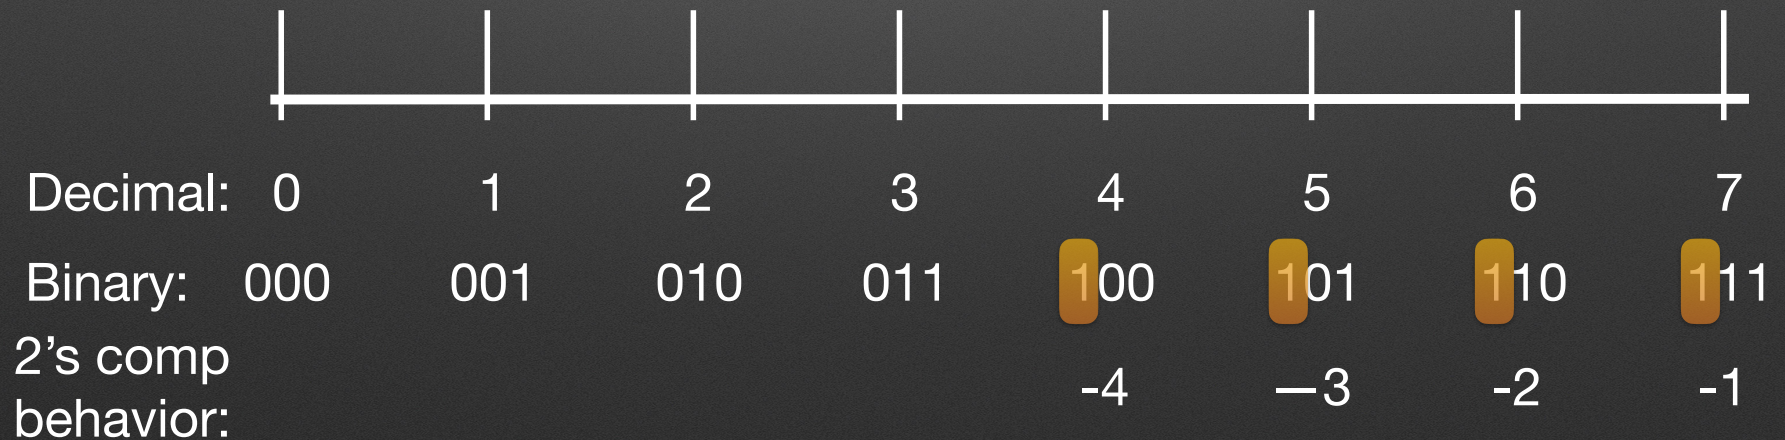 Decimal: 0 1 2 3 4 5 6 7
Binary: 000 001 010 011 100 101 110 111
2’s comp
behavior: -4 —3 -2 -1